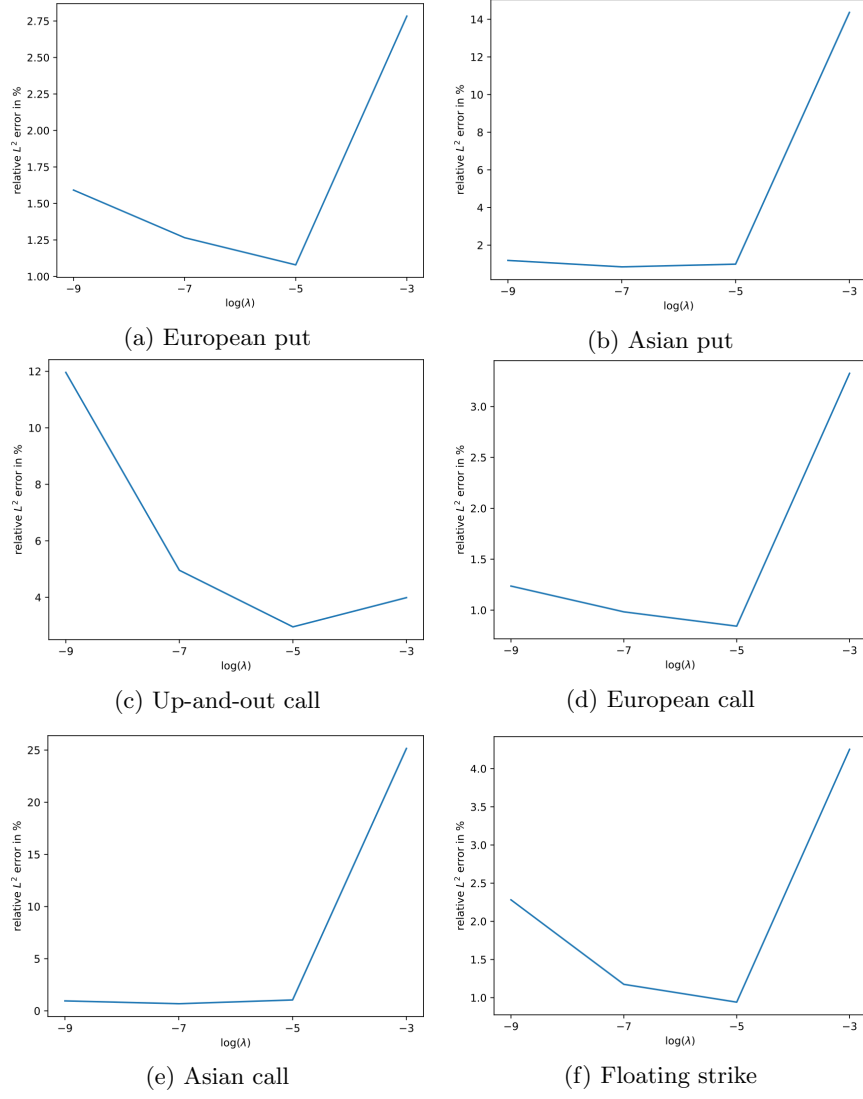 2.75
2.50
2.25
2.00
1.75
1.50
1.25
1.00
relative L² error in %
−9 −7 −5 −3
log(λ)
(a) European put
14
12
10
8
6
4
2
relative L² error in %
−9 −7 −5 −3
log(λ)
(b) Asian put
12
10
8
6
4
relative L² error in %
−9 −7 −5 −3
log(λ)
(c) Up-and-out call
3.0
2.5
2.0
1.5
1.0
relative L² error in %
−9 −7 −5 −3
log(λ)
(d) European call
25
20
15
10
5
0
relative L² error in %
−9 −7 −5 −3
log(λ)
(e) Asian call
4.0
3.5
3.0
2.5
2.0
1.5
1.0
relative L² error in %
−9 −7 −5 −3
log(λ)
(f) Floating strike